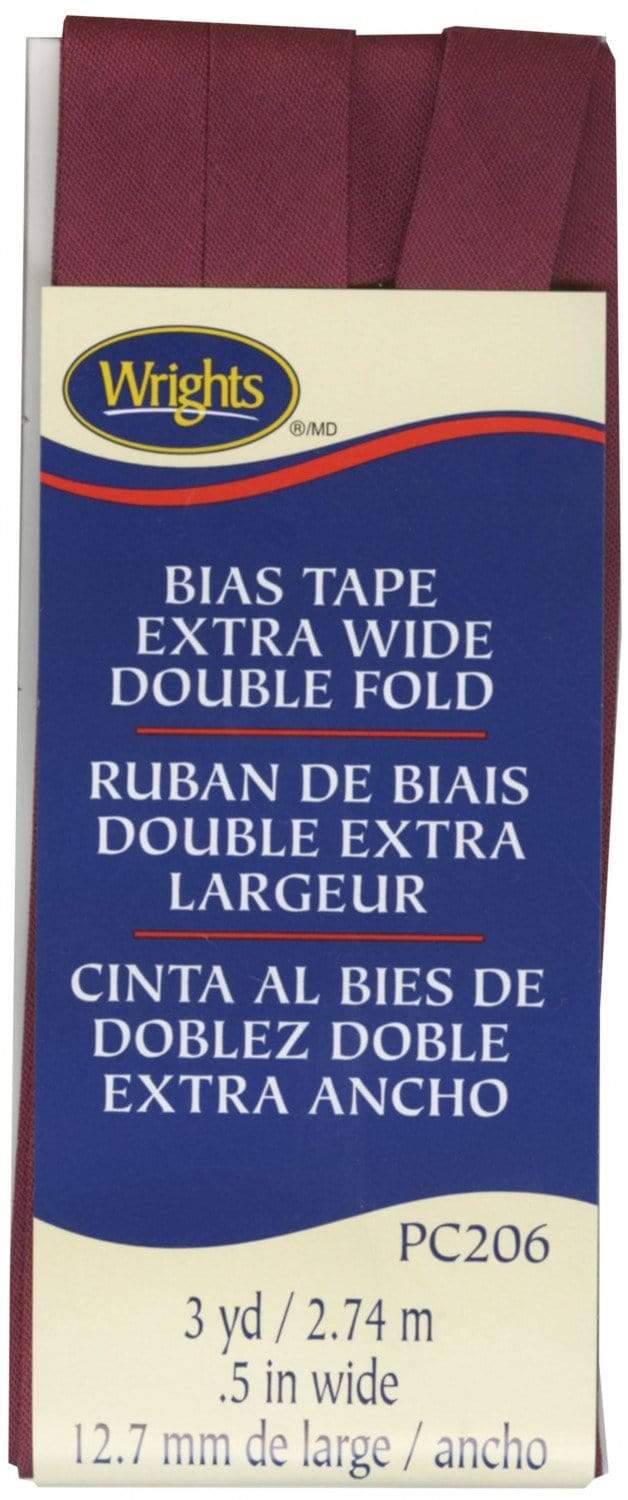 Wrights
®/MD
BIAS TAPE
EXTRA WIDE
DOUBLE FOLD
RUBAN DE BIAIS
DOUBLE EXTRA
LARGEUR
CINTA AL BIES DE
DOBLEZ DOBLE
EXTRA ANCHO
PC206
3 yd / 2.74 m
.5 in wide
12.7 mm de large / ancho